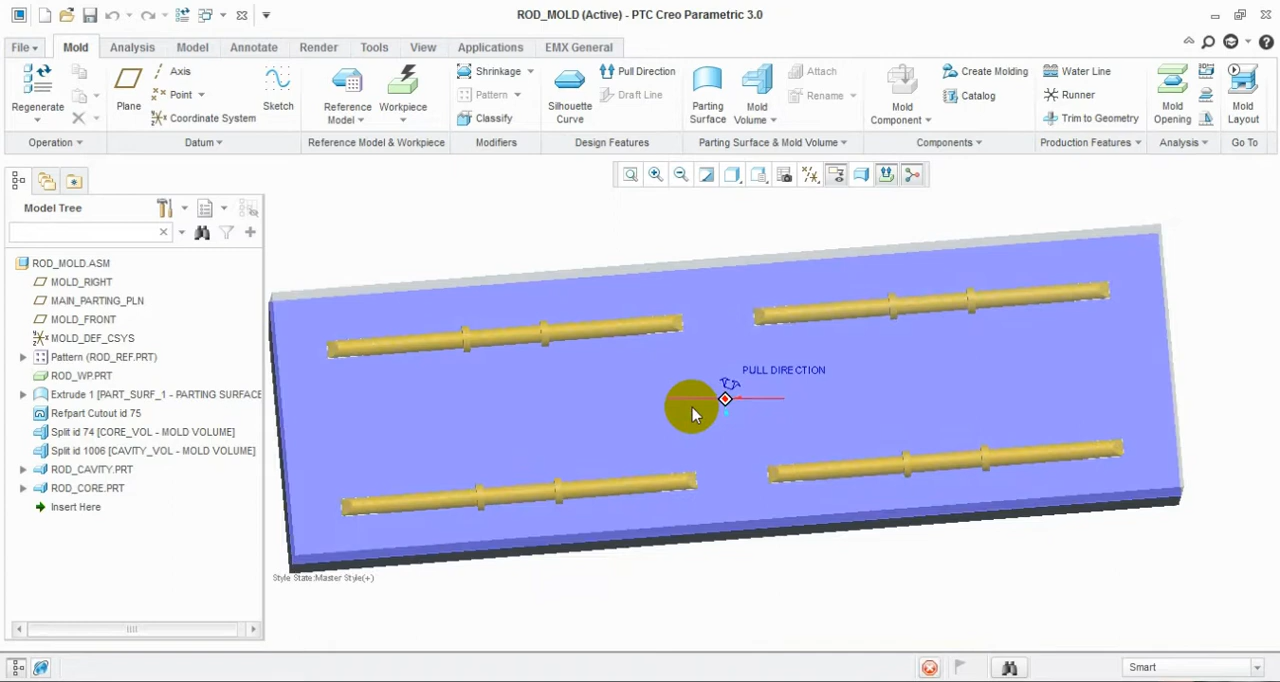 ROD_MOLD (Active) - PTC Creo Parametric 3.0
File Mold Analysis Model Annotate Render Tools View Applications EMX General
Regenerate
Operation
Plane
Axis
Point
Coordinate System
Sketch
Datum
Reference Model
Workpiece
Reference Model & Workpiece
Shrinkage
Pattern
Classify
Modifiers
Silhouette Curve
Pull Direction
Draft Line
Design Features
Parting Surface
Mold Volume
Attach
Rename
Parting Surface & Mold Volume
Mold Component
Create Molding
Catalog
Components
Water Line
Runner
Trim to Geometry
Production Features
Mold Opening
Analysis
Mold Layout
Go To
Model Tree
ROD_MOLD.ASM
MOLD_RIGHT
MAIN_PARTING_PLN
MOLD_FRONT
MOLD_DEF_CSYS
Pattern (ROD_REF.PRT)
ROD_WP.PRT
Extrude 1 [PART_SURF_1 - PARTING SURFACE
Refpart Cutout id 75
Split id 74 [CORE_VOL - MOLD VOLUME]
Split id 1006 [CAVITY_VOL - MOLD VOLUME]
ROD_CAVITY.PRT
ROD_CORE.PRT
Insert Here
PULL DIRECTION
Style State:Master Style(+)
Smart